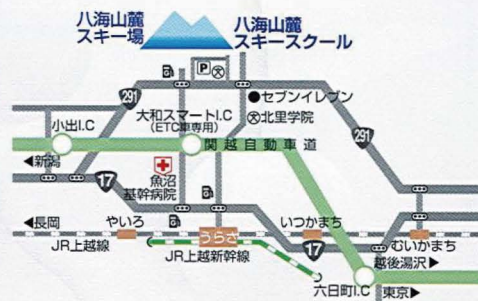 八海山麓
スキー場
八海山麓
スキースクール
P
文
291
セブンイレブン
小出I.C
大和スマートI.C
(ETC車専用)
文北里学院
291
関越自動車道
◀新潟
17
魚沼
基幹病院
◀長岡
やいろ
うらさ
いつかまち
むいかまち
JR上越線
JR上越新幹線
17
越後湯沢▶
六日町I.C
東京▶